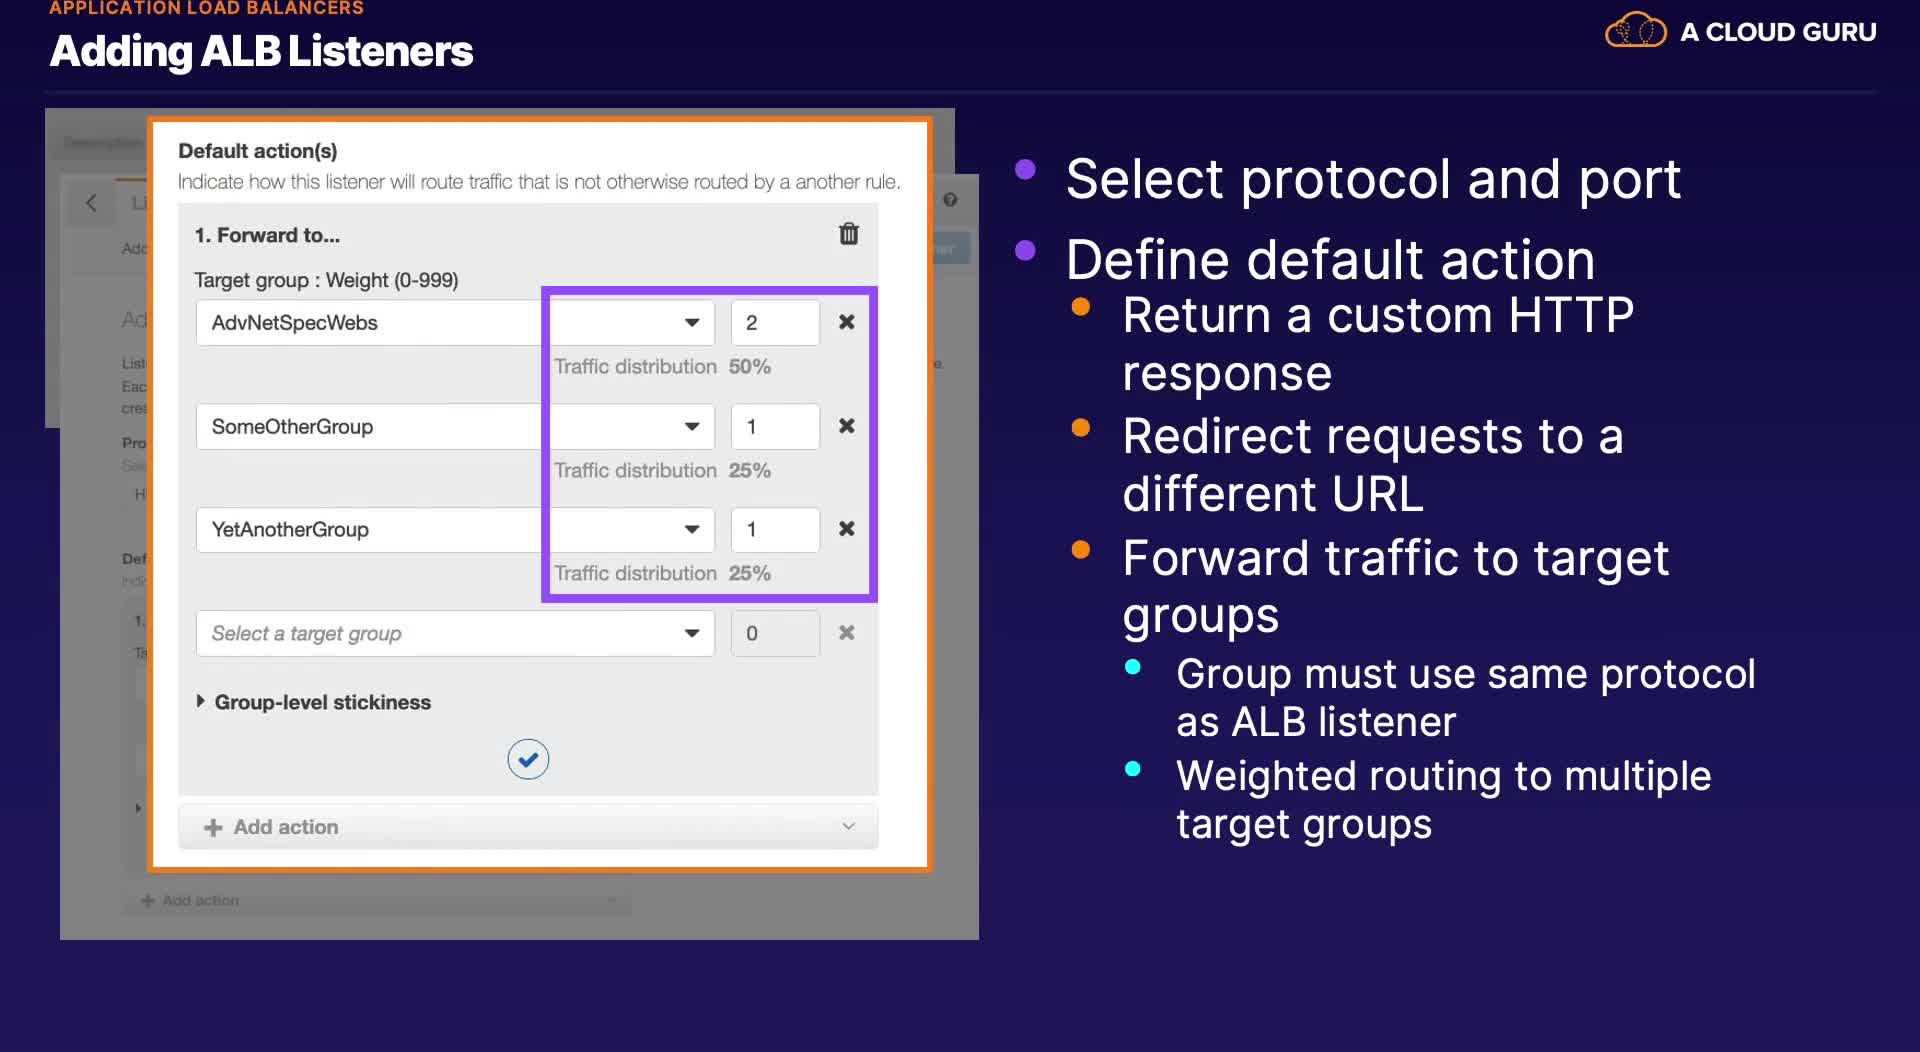 APPLICATION LOAD BALANCERS
Adding ALB Listeners
A CLOUD GURU
Description
Default action(s)
Indicate how this listener will route traffic that is not otherwise routed by a another rule.
1. Forward to...
Target group : Weight (0-999)
AdvNetSpecWebs
2
Traffic distribution 50%
SomeOtherGroup
1
Traffic distribution 25%
YetAnotherGroup
1
Traffic distribution 25%
Select a target group
0
Group-level stickiness
Add action
Add action
Select protocol and port
Define default action
Return a custom HTTP
response
Redirect requests to a
different URL
Forward traffic to target
groups
Group must use same protocol
as ALB listener
Weighted routing to multiple
target groups